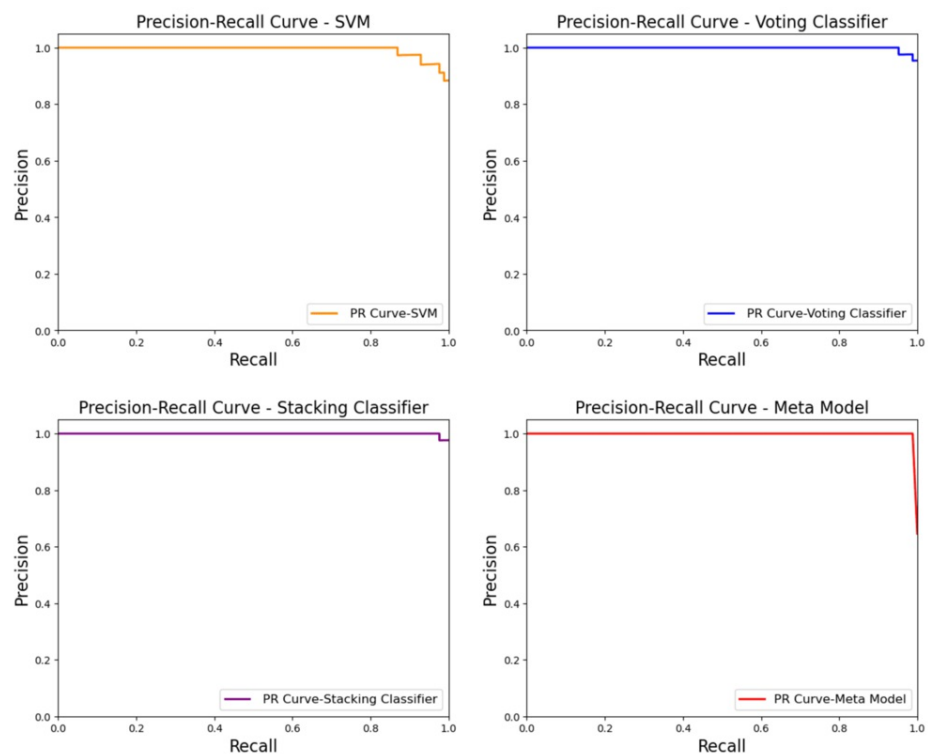 Precision-Recall Curve - SVM
1.0
0.8
0.6
0.4
0.2
0.0
Precision
PR Curve-SVM
0.0 0.2 0.4 0.6 0.8 1.0
Recall
Precision-Recall Curve - Voting Classifier
1.0
0.8
0.6
0.4
0.2
0.0
Precision
PR Curve-Voting Classifier
0.0 0.2 0.4 0.6 0.8 1.0
Recall
Precision-Recall Curve - Stacking Classifier
1.0
0.8
0.6
0.4
0.2
0.0
Precision
PR Curve-Stacking Classifier
0.0 0.2 0.4 0.6 0.8 1.0
Recall
Precision-Recall Curve - Meta Model
1.0
0.8
0.6
0.4
0.2
0.0
Precision
PR Curve-Meta Model
0.0 0.2 0.4 0.6 0.8 1.0
Recall